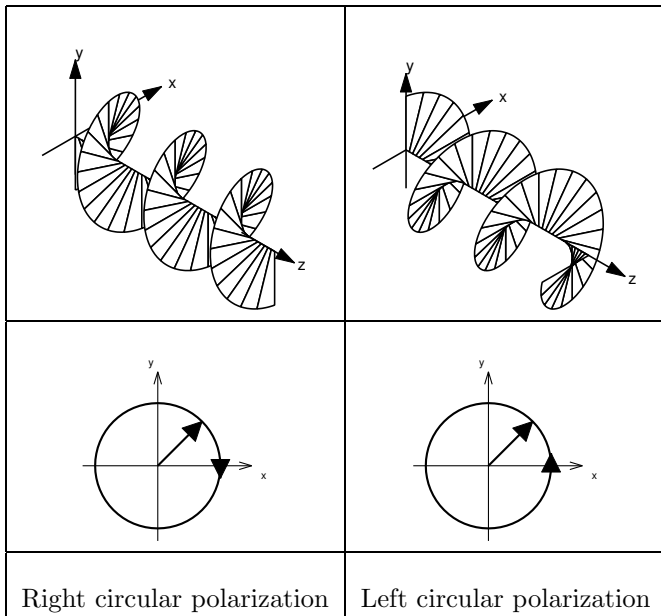 y
x
z
y
x
z
y
x
y
x
Right circular polarization
Left circular polarization